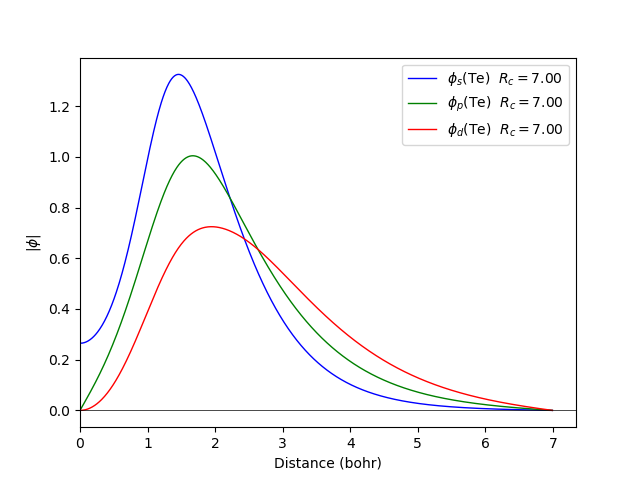 ϕs(Te) Rc = 7.00
ϕp(Te) Rc = 7.00
ϕd(Te) Rc = 7.00
1.2
1.0
0.8
0.6
0.4
0.2
0.0
|ϕ|
0 1 2 3 4 5 6 7
Distance (bohr)